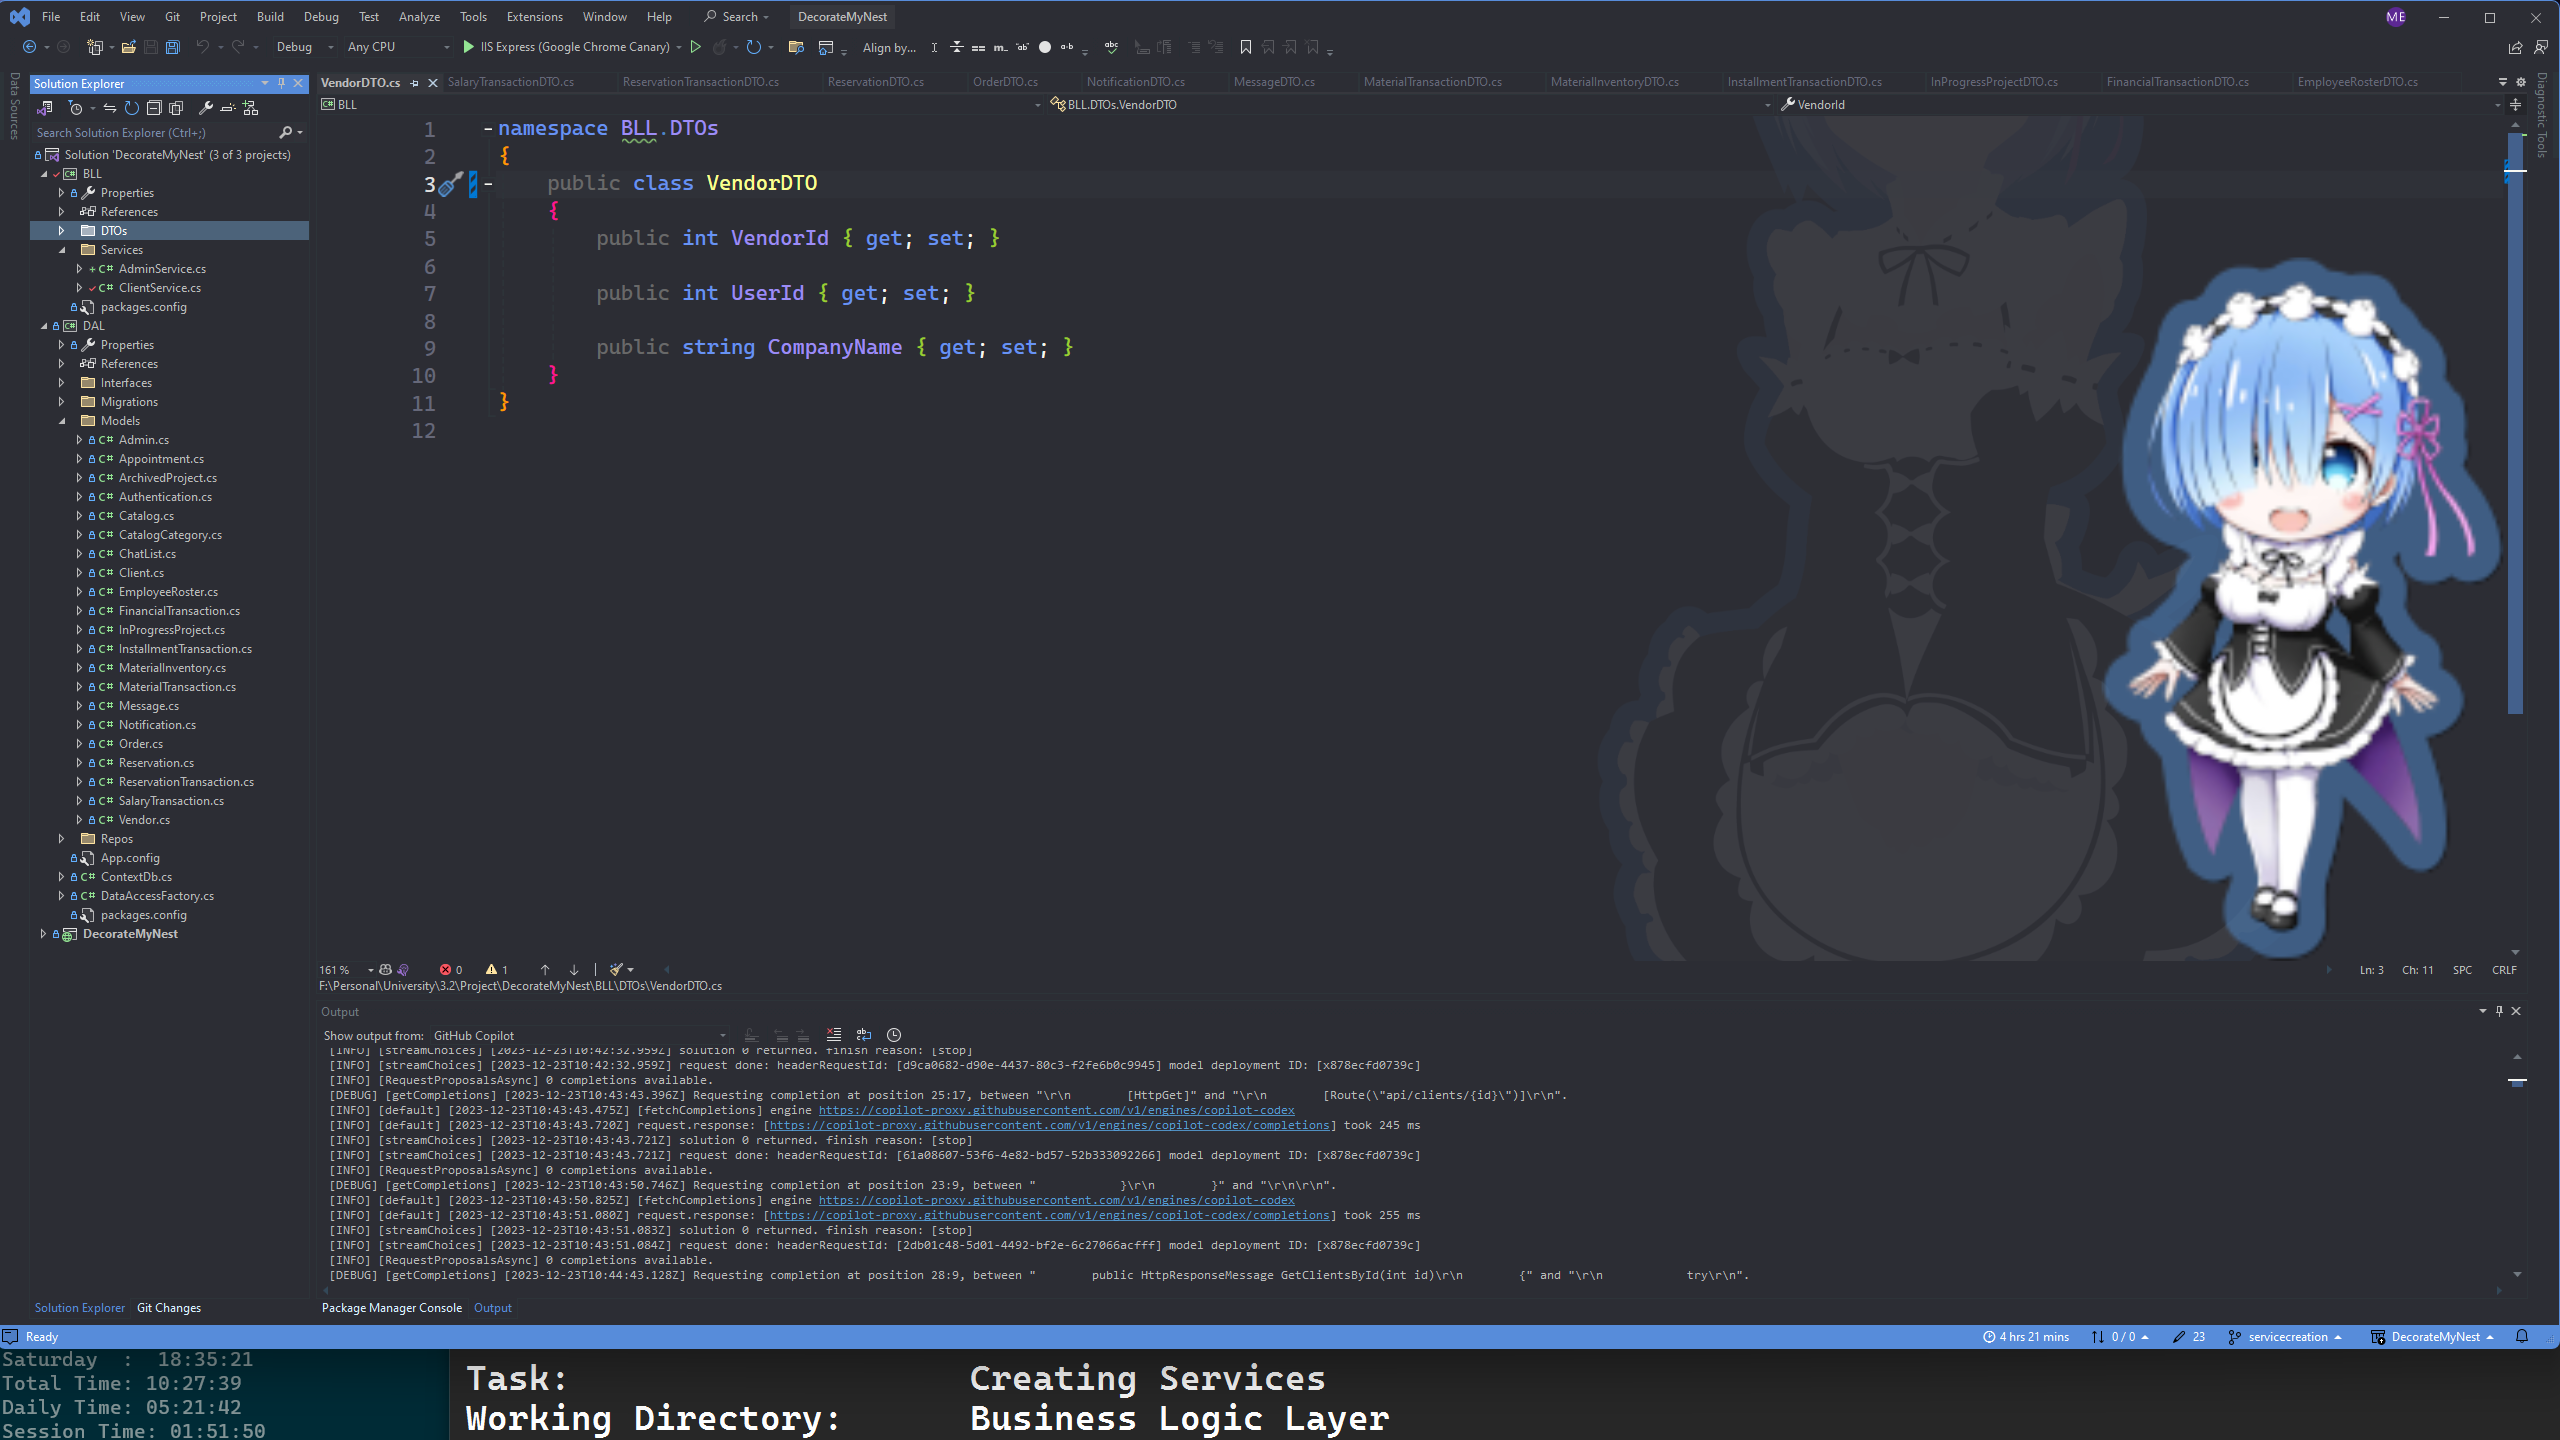 File Edit View Git Project Build Debug Test Analyze Tools Extensions Window Help Search DecorateMyNest ME
Debug Any CPU IIS Express (Google Chrome Canary) Align by...
Data Sources
Solution Explorer
Search Solution Explorer (Ctrl+;)
Solution 'DecorateMyNest' (3 of 3 projects)
BLL
Properties
References
DTOs
Services
AdminService.cs
ClientService.cs
packages.config
DAL
Properties
References
Interfaces
Migrations
Models
Admin.cs
Appointment.cs
ArchivedProject.cs
Authentication.cs
Catalog.cs
CatalogCategory.cs
ChatList.cs
Client.cs
EmployeeRoster.cs
FinancialTransaction.cs
InProgressProject.cs
InstallmentTransaction.cs
MaterialInventory.cs
MaterialTransaction.cs
Message.cs
Notification.cs
Order.cs
Reservation.cs
ReservationTransaction.cs
SalaryTransaction.cs
Vendor.cs
Repos
App.config
ContextDb.cs
DataAccessFactory.cs
packages.config
DecorateMyNest
Solution Explorer Git Changes
VendorDTO.cs SalaryTransactionDTO.cs ReservationTransactionDTO.cs ReservationDTO.cs OrderDTO.cs NotificationDTO.cs MessageDTO.cs MaterialTransactionDTO.cs MaterialInventoryDTO.cs InstallmentTransactionDTO.cs InProgressProjectDTO.cs FinancialTransactionDTO.cs EmployeeRosterDTO.cs
BLL BLL.DTOs.VendorDTO VendorId
Diagnostic Tools
1 namespace BLL.DTOs
2 {
3 public class VendorDTO
4 {
5 public int VendorId { get; set; }
6
7 public int UserId { get; set; }
8
9 public string CompanyName { get; set; }
10 }
11 }
12
161 % 0 1 Ln: 3 Ch: 11 SPC CRLF
F:\Personal\University\3.2\Project\DecorateMyNest\BLL\DTOs\VendorDTO.cs
Output
Show output from: GitHub Copilot
[INFO] [streamChoices] [2023-12-23T10:42:32.959Z] solution 0 returned. finish reason: [stop]
[INFO] [streamChoices] [2023-12-23T10:42:32.959Z] request done: headerRequestId: [d9ca0682-d90e-4437-80c3-f2fe6b0c9945] model deployment ID: [x878ecfd0739c]
[INFO] [RequestProposalsAsync] 0 completions available.
[DEBUG] [getCompletions] [2023-12-23T10:43:43.396Z] Requesting completion at position 25:17, between "\r\n        [HttpGet]" and "\r\n        [Route(\"api/clients/{id}\")]\r\n".
[INFO] [default] [2023-12-23T10:43:43.475Z] [fetchCompletions] engine https://copilot-proxy.githubusercontent.com/v1/engines/copilot-codex
[INFO] [default] [2023-12-23T10:43:43.720Z] request.response: [https://copilot-proxy.githubusercontent.com/v1/engines/copilot-codex/completions] took 245 ms
[INFO] [streamChoices] [2023-12-23T10:43:43.721Z] solution 0 returned. finish reason: [stop]
[INFO] [streamChoices] [2023-12-23T10:43:43.721Z] request done: headerRequestId: [61a08607-53f6-4e82-bd57-52b333092266] model deployment ID: [x878ecfd0739c]
[INFO] [RequestProposalsAsync] 0 completions available.
[DEBUG] [getCompletions] [2023-12-23T10:43:50.746Z] Requesting completion at position 23:9, between "            }\r\n        }" and "\r\n\r\n".
[INFO] [default] [2023-12-23T10:43:50.825Z] [fetchCompletions] engine https://copilot-proxy.githubusercontent.com/v1/engines/copilot-codex
[INFO] [default] [2023-12-23T10:43:51.080Z] request.response: [https://copilot-proxy.githubusercontent.com/v1/engines/copilot-codex/completions] took 255 ms
[INFO] [streamChoices] [2023-12-23T10:43:51.083Z] solution 0 returned. finish reason: [stop]
[INFO] [streamChoices] [2023-12-23T10:43:51.084Z] request done: headerRequestId: [2db01c48-5d01-4492-bf2e-6c27066acfff] model deployment ID: [x878ecfd0739c]
[INFO] [RequestProposalsAsync] 0 completions available.
[DEBUG] [getCompletions] [2023-12-23T10:44:43.128Z] Requesting completion at position 28:9, between "        public HttpResponseMessage GetClientsById(int id)\r\n        {" and "\r\n            try\r\n".
Package Manager Console Output
Ready 4 hrs 21 mins 0 / 0 23 servicecreation DecorateMyNest
Saturday : 18:35:21
Total Time: 10:27:39
Daily Time: 05:21:42
Session Time: 01:51:50
Task: Creating Services
Working Directory: Business Logic Layer